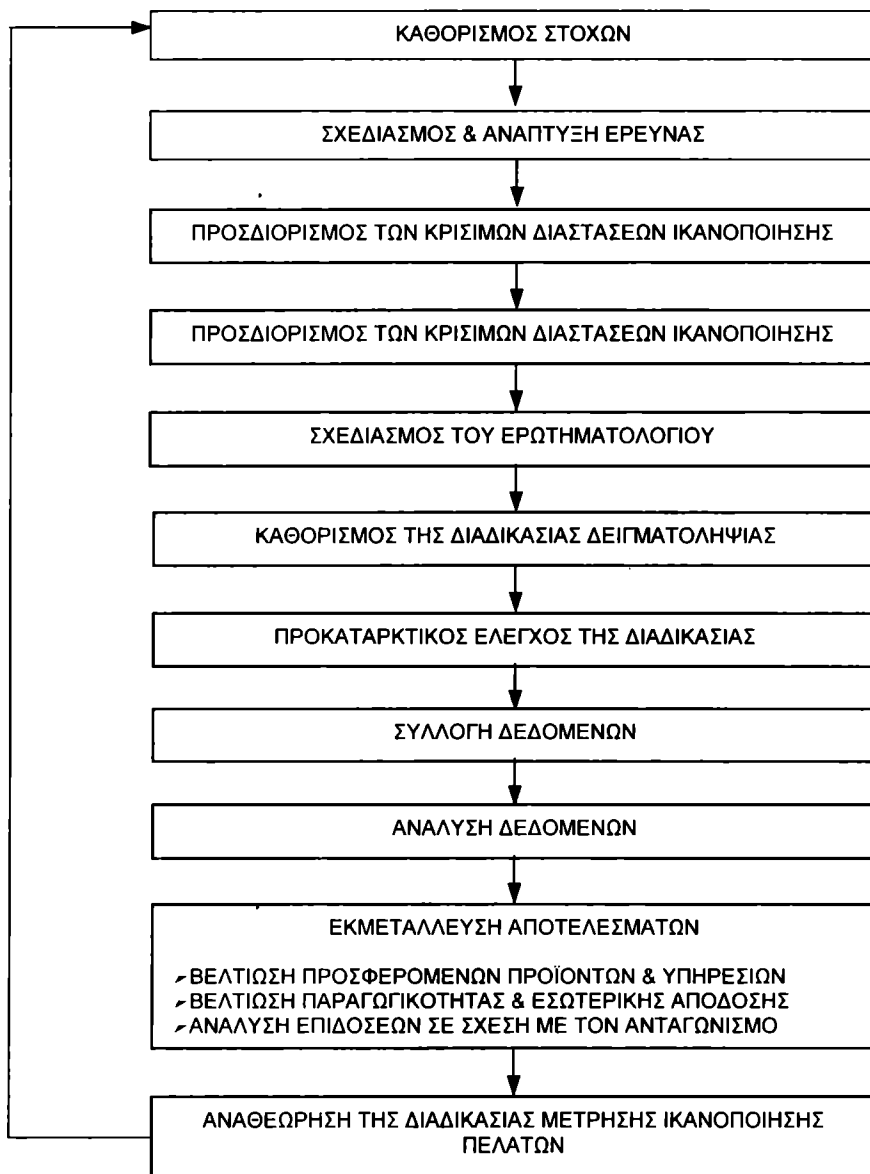 ΚΑΘΟΡΙΣΜΟΣ ΣΤΟΧΩΝ
ΣΧΕΔΙΑΣΜΟΣ & ΑΝΑΠΤΥΞΗ ΕΡΕΥΝΑΣ
ΠΡΟΣΔΙΟΡΙΣΜΟΣ ΤΩΝ ΚΡΙΣΙΜΩΝ ΔΙΑΣΤΑΣΕΩΝ ΙΚΑΝΟΠΟΙΗΣΗΣ
ΠΡΟΣΔΙΟΡΙΣΜΟΣ ΤΩΝ ΚΡΙΣΙΜΩΝ ΔΙΑΣΤΑΣΕΩΝ ΙΚΑΝΟΠΟΙΗΣΗΣ
ΣΧΕΔΙΑΣΜΟΣ ΤΟΥ ΕΡΩΤΗΜΑΤΟΛΟΓΙΟΥ
ΚΑΘΟΡΙΣΜΟΣ ΤΗΣ ΔΙΑΔΙΚΑΣΙΑΣ ΔΕΙΓΜΑΤΟΛΗΨΙΑΣ
ΠΡΟΚΑΤΑΡΚΤΙΚΟΣ ΕΛΕΓΧΟΣ ΤΗΣ ΔΙΑΔΙΚΑΣΙΑΣ
ΣΥΛΛΟΓΗ ΔΕΔΟΜΕΝΩΝ
ΑΝΑΛΥΣΗ ΔΕΔΟΜΕΝΩΝ
ΕΚΜΕΤΑΛΛΕΥΣΗ ΑΠΟΤΕΛΕΣΜΑΤΩΝ
ΒΕΛΤΙΩΣΗ ΠΡΟΣΦΕΡΟΜΕΝΩΝ ΠΡΟΪΟΝΤΩΝ & ΥΠΗΡΕΣΙΩΝ
ΒΕΛΤΙΩΣΗ ΠΑΡΑΓΩΓΙΚΟΤΗΤΑΣ & ΕΣΩΤΕΡΙΚΗΣ ΑΠΟΔΟΣΗΣ
ΑΝΑΛΥΣΗ ΕΠΙΔΟΣΕΩΝ ΣΕ ΣΧΕΣΗ ΜΕ ΤΟΝ ΑΝΤΑΓΩΝΙΣΜΟ
ΑΝΑΘΕΩΡΗΣΗ ΤΗΣ ΔΙΑΔΙΚΑΣΙΑΣ ΜΕΤΡΗΣΗΣ ΙΚΑΝΟΠΟΙΗΣΗΣ
ΠΕΛΑΤΩΝ